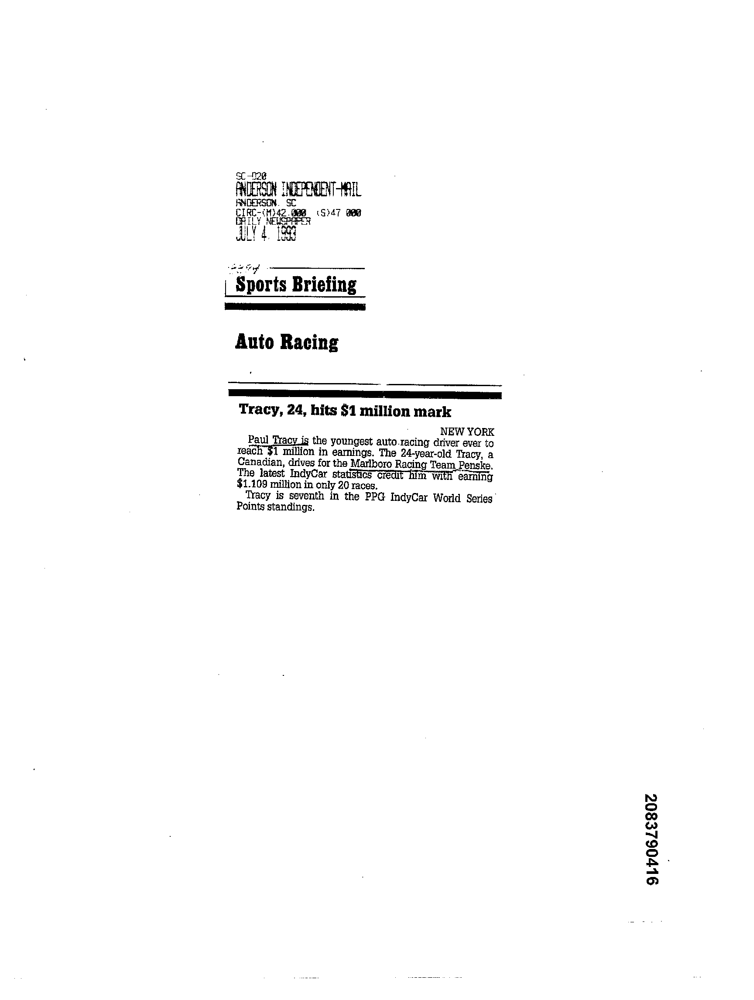 SC-D20
ANDERSON INDEPENDENT-MAIL
ANDERSON, SC
CIRC-(M)42,000 (S)47 000
DAILY NEWSPAPER
JULY 4, 1993
Sports Briefing
Auto Racing
Tracy, 24, hits $1 million mark
NEW YORK
Paul Tracy is the youngest auto racing driver ever to
reach $1 million in earnings. The 24-year-old Tracy, a
Canadian, drives for the Marlboro Racing Team Penske.
The latest IndyCar statistics credit him with earning
$1.109 million in only 20 races.
Tracy is seventh in the PPG IndyCar World Series
Points standings.
2083790416